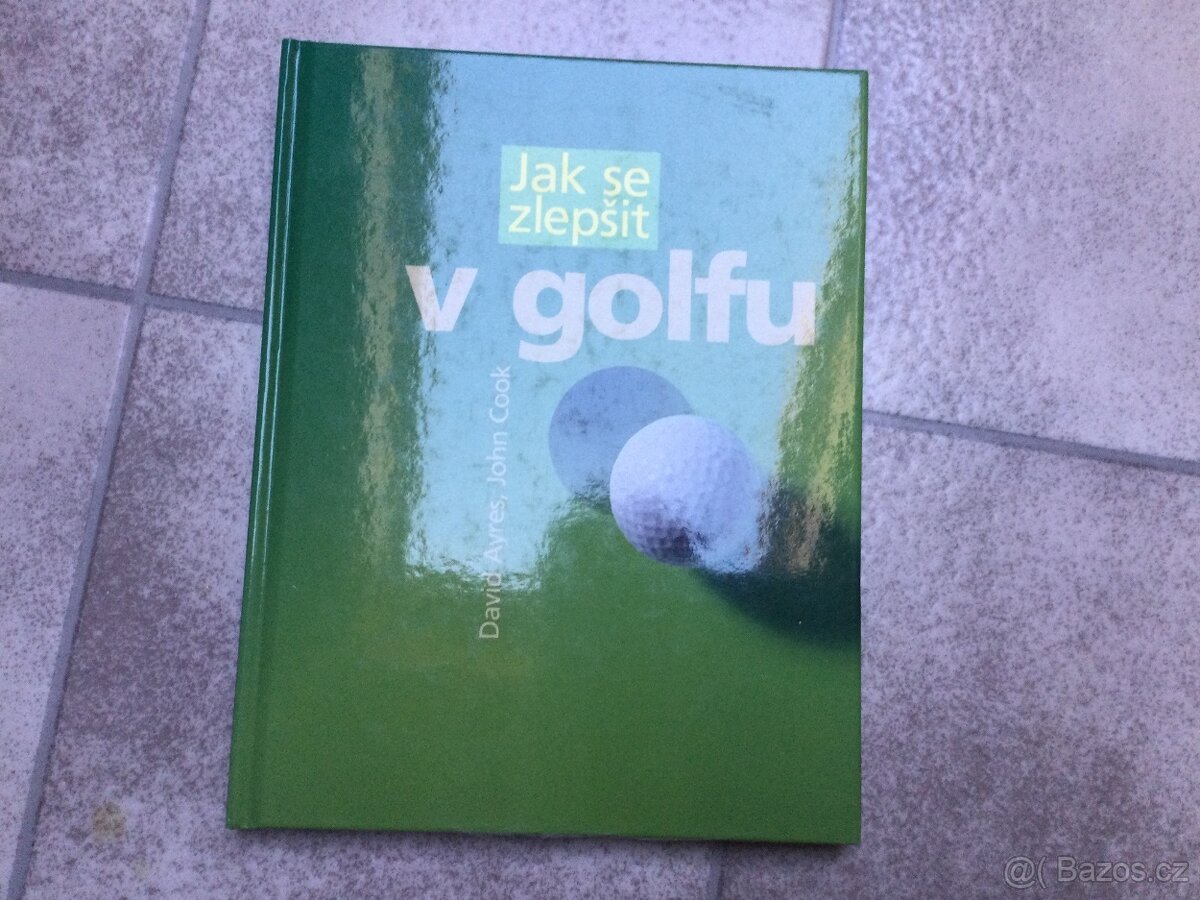 Jak se
zlepšit
v golfu
David Ayres, John Cook
@( Bazos.cz